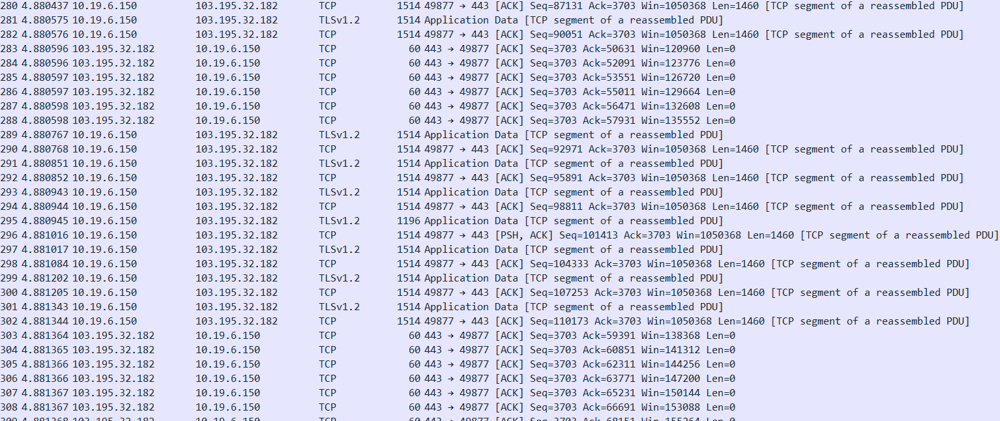 280 4.880437 10.19.6.150 103.195.32.182 TCP 1514 49877 → 443 [ACK] Seq=87131 Ack=3703 Win=1050368 Len=1460 [TCP segment of a reassembled PDU]
281 4.880575 10.19.6.150 103.195.32.182 TLSv1.2 1514 Application Data [TCP segment of a reassembled PDU]
282 4.880576 10.19.6.150 103.195.32.182 TCP 1514 49877 → 443 [ACK] Seq=90051 Ack=3703 Win=1050368 Len=1460 [TCP segment of a reassembled PDU]
283 4.880596 103.195.32.182 10.19.6.150 TCP 60 443 → 49877 [ACK] Seq=3703 Ack=50631 Win=120960 Len=0
284 4.880596 103.195.32.182 10.19.6.150 TCP 60 443 → 49877 [ACK] Seq=3703 Ack=52091 Win=123776 Len=0
285 4.880597 103.195.32.182 10.19.6.150 TCP 60 443 → 49877 [ACK] Seq=3703 Ack=53551 Win=126720 Len=0
286 4.880597 103.195.32.182 10.19.6.150 TCP 60 443 → 49877 [ACK] Seq=3703 Ack=55011 Win=129664 Len=0
287 4.880598 103.195.32.182 10.19.6.150 TCP 60 443 → 49877 [ACK] Seq=3703 Ack=56471 Win=132608 Len=0
288 4.880598 103.195.32.182 10.19.6.150 TCP 60 443 → 49877 [ACK] Seq=3703 Ack=57931 Win=135552 Len=0
289 4.880767 10.19.6.150 103.195.32.182 TLSv1.2 1514 Application Data [TCP segment of a reassembled PDU]
290 4.880768 10.19.6.150 103.195.32.182 TCP 1514 49877 → 443 [ACK] Seq=92971 Ack=3703 Win=1050368 Len=1460 [TCP segment of a reassembled PDU]
291 4.880851 10.19.6.150 103.195.32.182 TLSv1.2 1514 Application Data [TCP segment of a reassembled PDU]
292 4.880852 10.19.6.150 103.195.32.182 TCP 1514 49877 → 443 [ACK] Seq=95891 Ack=3703 Win=1050368 Len=1460 [TCP segment of a reassembled PDU]
293 4.880943 10.19.6.150 103.195.32.182 TLSv1.2 1514 Application Data [TCP segment of a reassembled PDU]
294 4.880944 10.19.6.150 103.195.32.182 TCP 1514 49877 → 443 [ACK] Seq=98811 Ack=3703 Win=1050368 Len=1460 [TCP segment of a reassembled PDU]
295 4.880945 10.19.6.150 103.195.32.182 TLSv1.2 1196 Application Data [TCP segment of a reassembled PDU]
296 4.881016 10.19.6.150 103.195.32.182 TCP 1514 49877 → 443 [PSH, ACK] Seq=101413 Ack=3703 Win=1050368 Len=1460 [TCP segment of a reassembled PDU]
297 4.881017 10.19.6.150 103.195.32.182 TLSv1.2 1514 Application Data [TCP segment of a reassembled PDU]
298 4.881084 10.19.6.150 103.195.32.182 TCP 1514 49877 → 443 [ACK] Seq=104333 Ack=3703 Win=1050368 Len=1460 [TCP segment of a reassembled PDU]
299 4.881202 10.19.6.150 103.195.32.182 TLSv1.2 1514 Application Data [TCP segment of a reassembled PDU]
300 4.881205 10.19.6.150 103.195.32.182 TCP 1514 49877 → 443 [ACK] Seq=107253 Ack=3703 Win=1050368 Len=1460 [TCP segment of a reassembled PDU]
301 4.881343 10.19.6.150 103.195.32.182 TLSv1.2 1514 Application Data [TCP segment of a reassembled PDU]
302 4.881344 10.19.6.150 103.195.32.182 TCP 1514 49877 → 443 [ACK] Seq=110173 Ack=3703 Win=1050368 Len=1460 [TCP segment of a reassembled PDU]
303 4.881364 103.195.32.182 10.19.6.150 TCP 60 443 → 49877 [ACK] Seq=3703 Ack=59391 Win=138368 Len=0
304 4.881365 103.195.32.182 10.19.6.150 TCP 60 443 → 49877 [ACK] Seq=3703 Ack=60851 Win=141312 Len=0
305 4.881366 103.195.32.182 10.19.6.150 TCP 60 443 → 49877 [ACK] Seq=3703 Ack=62311 Win=144256 Len=0
306 4.881366 103.195.32.182 10.19.6.150 TCP 60 443 → 49877 [ACK] Seq=3703 Ack=63771 Win=147200 Len=0
307 4.881367 103.195.32.182 10.19.6.150 TCP 60 443 → 49877 [ACK] Seq=3703 Ack=65231 Win=150144 Len=0
308 4.881367 103.195.32.182 10.19.6.150 TCP 60 443 → 49877 [ACK] Seq=3703 Ack=66691 Win=153088 Len=0